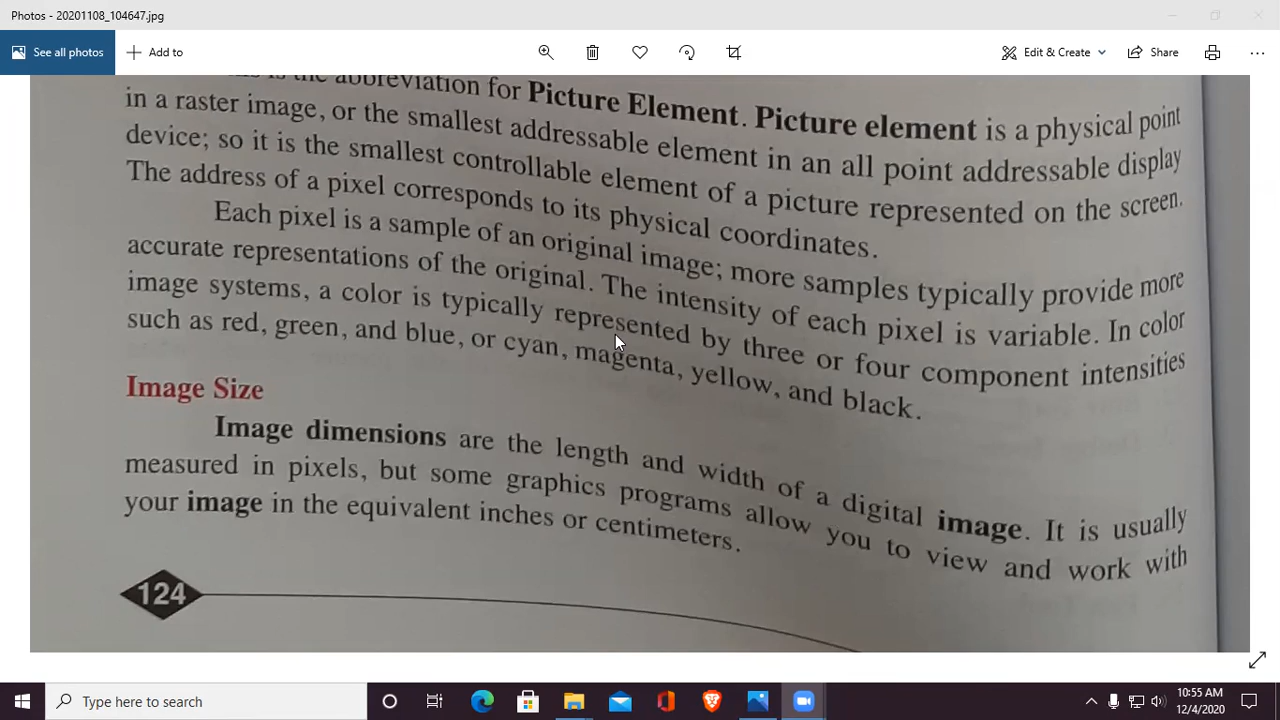 Photos - 20201108_104647.jpg
See all photos
Add to
Edit & Create
Share
is the abbreviation for Picture Element. Picture element is a physical point
in a raster image, or the smallest addressable element in an all point addressable display
device; so it is the smallest controllable element of a picture represented on the screen.
The address of a pixel corresponds to its physical coordinates.
Each pixel is a sample of an original image; more samples typically provide more
accurate representations of the original. The intensity of each pixel is variable. In color
image systems, a color is typically represented by three or four component intensities
such as red, green, and blue, or cyan, magenta, yellow, and black.
Image Size
Image dimensions are the length and width of a digital image. It is usually
measured in pixels, but some graphics programs allow you to view and work with
your image in the equivalent inches or centimeters.
124
Type here to search
10:55 AM
12/4/2020